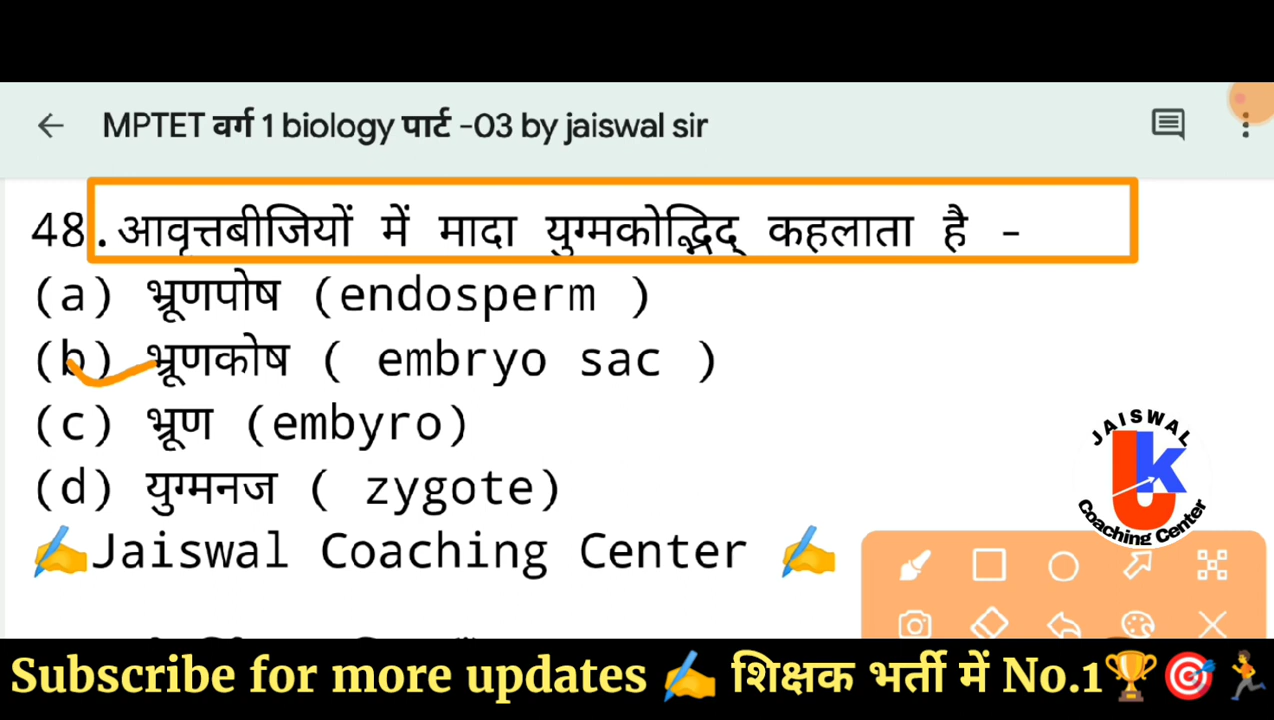 MPTET वर्ग 1 biology पार्ट -03 by jaiswal sir
48.आवृत्तबीजियों में मादा युग्मकोद्भिद् कहलाता है -
(a) भ्रूणपोष (endosperm )
(b) भ्रूणकोष ( embryo sac )
(c) भ्रूण (embyro)
(d) युग्मनज ( zygote)
✍Jaiswal Coaching Center ✍
JAISWAL
JK
Coaching Center
Subscribe for more updates ✍ शिक्षक भर्ती में No.1🏆🎯🏃